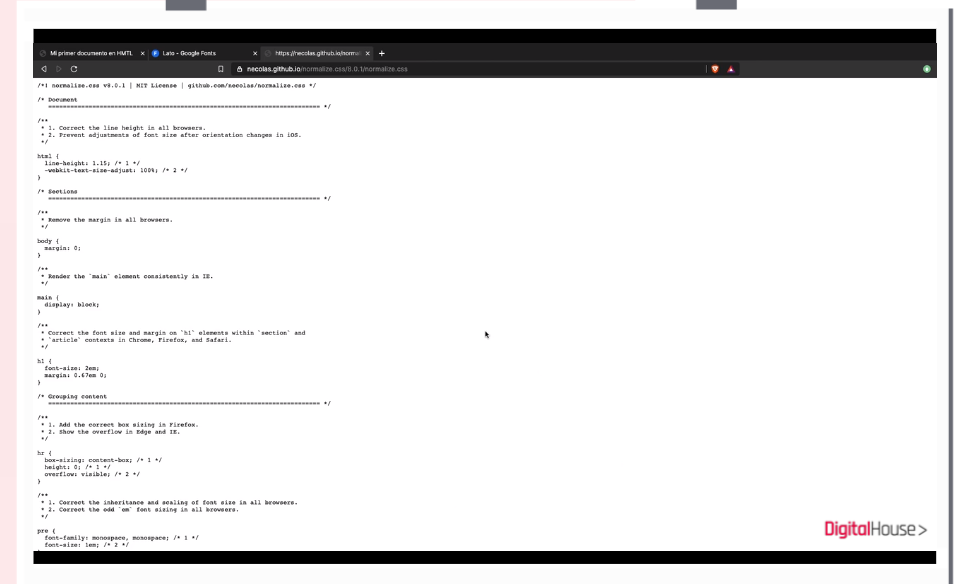 Mi primer documento en HMTL
Lato - Google Fonts
https://necolas.github.io/norma
necolas.github.io/normalize.css/8.0.1/normalize.css
/*! normalize.css v8.0.1 | MIT License | github.com/necolas/normalize.css */
/* Document
========================================================================== */
/**
* 1. Correct the line height in all browsers.
* 2. Prevent adjustments of font size after orientation changes in iOS.
*/
html {
line-height: 1.15; /* 1 */
-webkit-text-size-adjust: 100%; /* 2 */
}
/* Sections
========================================================================== */
/**
* Remove the margin in all browsers.
*/
body {
margin: 0;
}
/**
* Render the `main` element consistently in IE.
*/
main {
display: block;
}
/**
* Correct the font size and margin on `h1` elements within `section` and
* `article` contexts in Chrome, Firefox, and Safari.
*/
h1 {
font-size: 2em;
margin: 0.67em 0;
}
/* Grouping content
========================================================================== */
/**
* 1. Add the correct box sizing in Firefox.
* 2. Show the overflow in Edge and IE.
*/
hr {
box-sizing: content-box; /* 1 */
height: 0; /* 1 */
overflow: visible; /* 2 */
}
/**
* 1. Correct the inheritance and scaling of font size in all browsers.
* 2. Correct the odd `em` font sizing in all browsers.
*/
pre {
font-family: monospace, monospace; /* 1 */
font-size: 1em; /* 2 */
DigitalHouse>